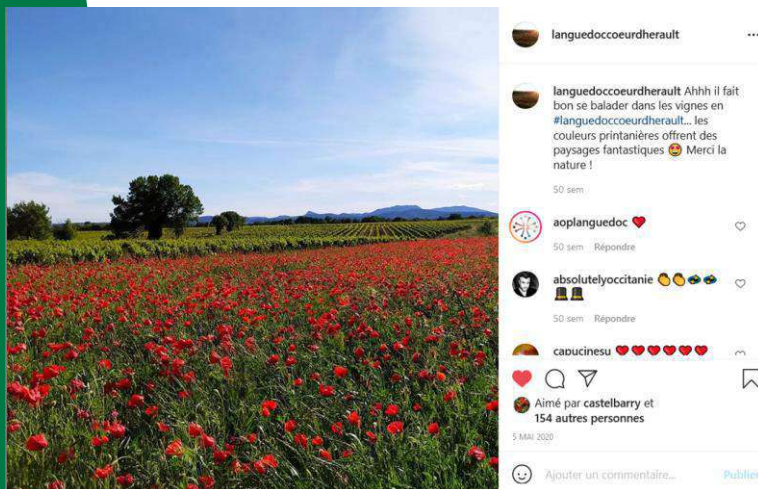 languedoccoeurdherault
languedoccoeurdherault Ahhh il fait
bon se balader dans les vignes en
#languedoccoeurdherault... les
couleurs printanières offrent des
paysages fantastiques 😍 Merci la
nature !
50 sem
aoplanguedoc ❤️
50 sem Répondre
absolutelyoccitanie 👏👏
🎩🎩
50 sem Répondre
capucinesu ❤️❤️❤️❤️❤️❤️
Aimé par castelbarry et
154 autres personnes
5 MAI 2020
Ajouter un commentaire... Publier